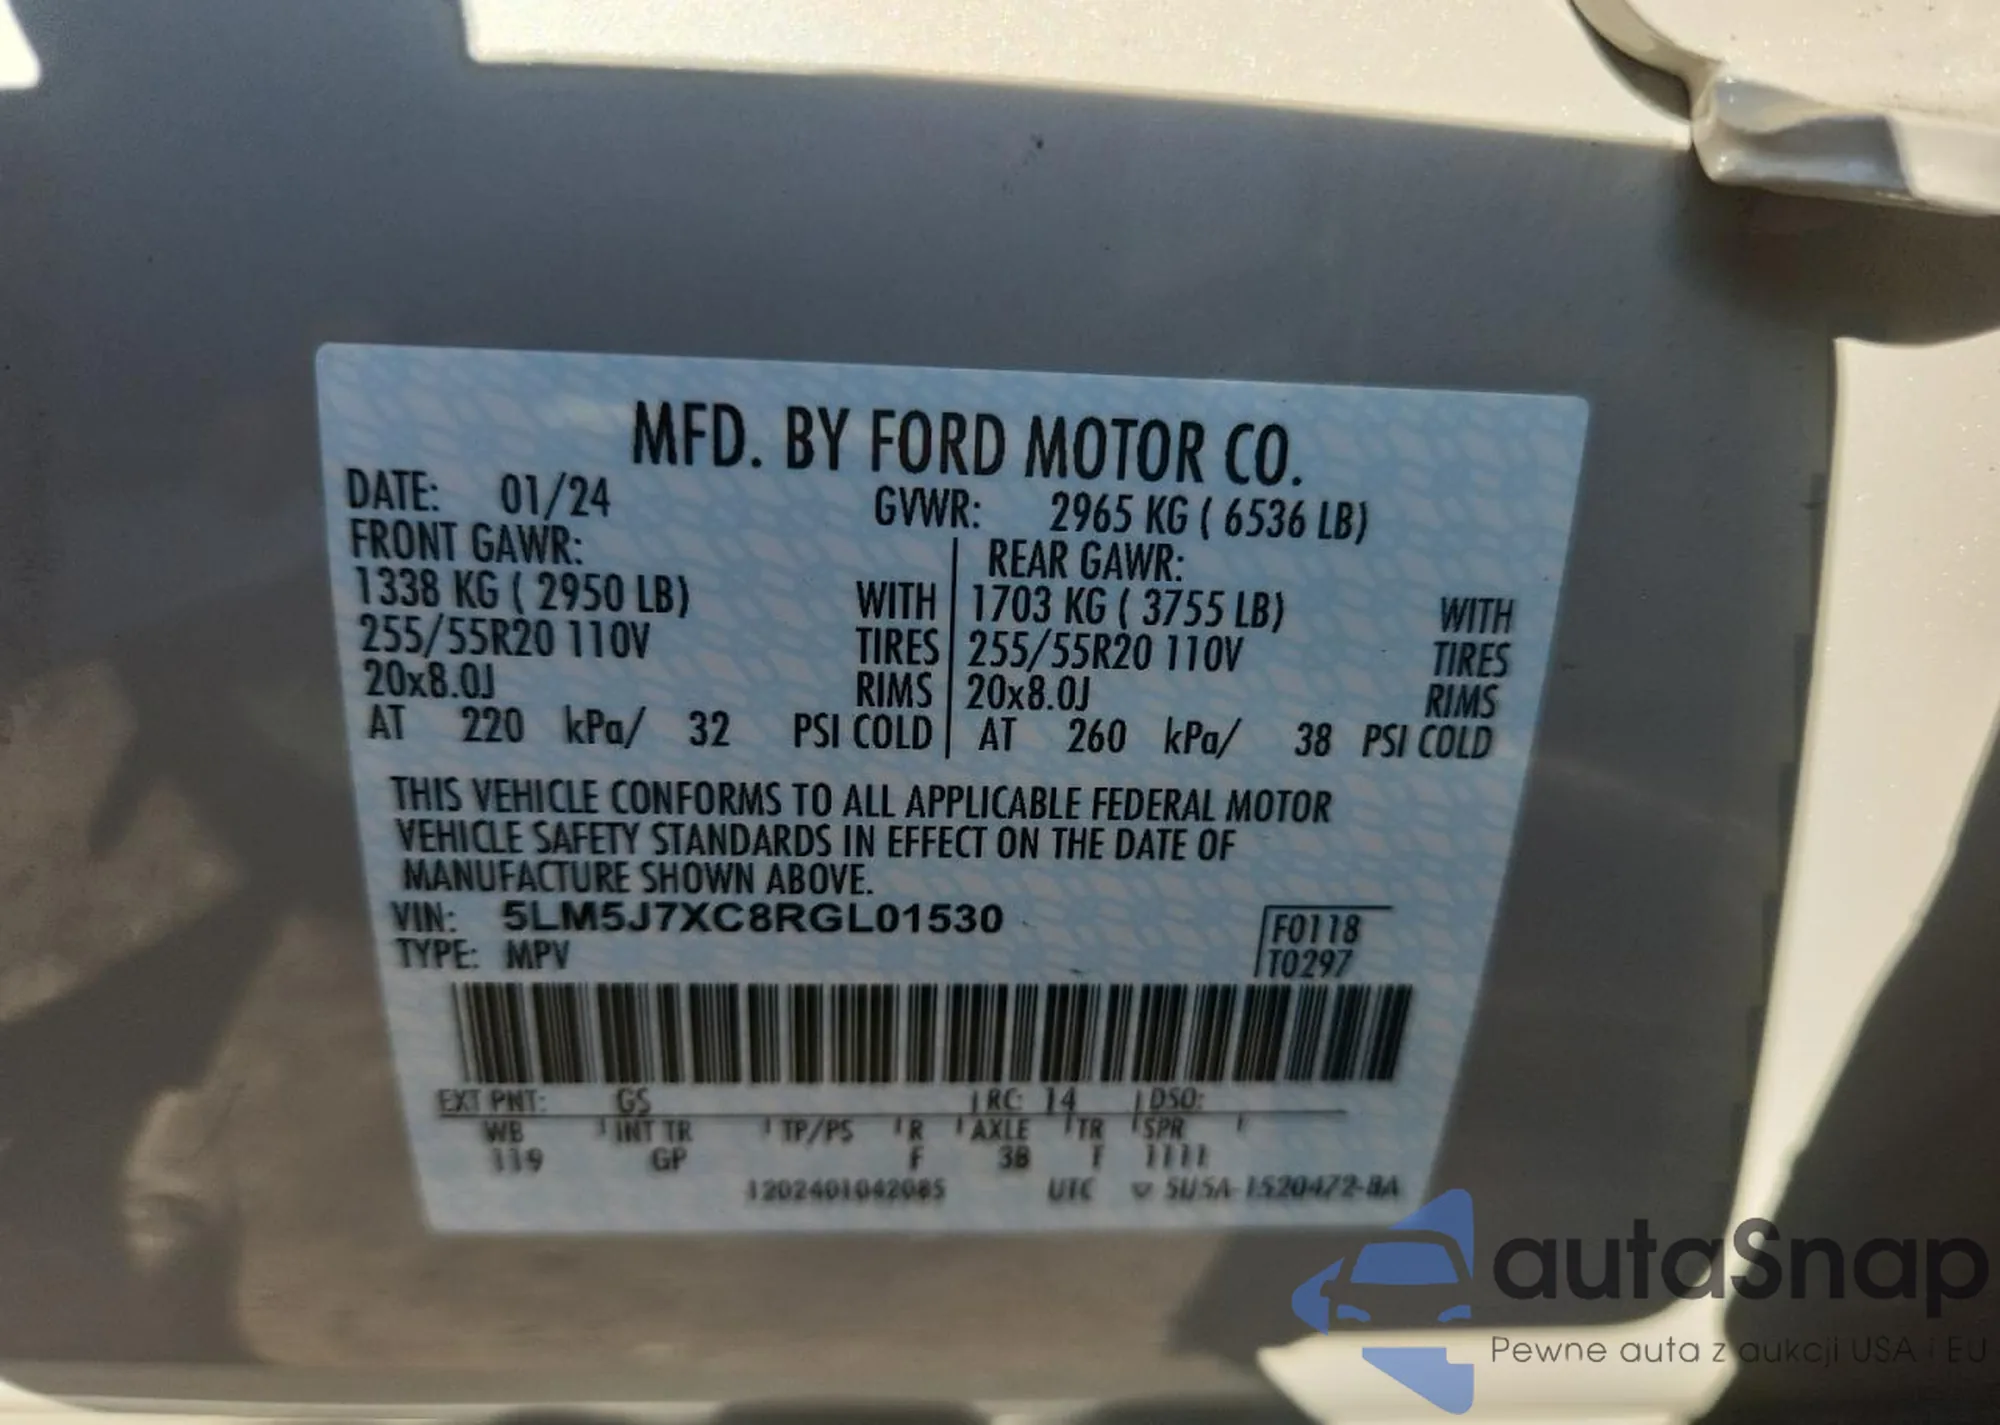 MFD. BY FORD MOTOR CO.
DATE: 01/24 GVWR: 2965 KG ( 6536 LB)
FRONT GAWR: REAR GAWR:
1338 KG ( 2950 LB) WITH 1703 KG ( 3755 LB) WITH
255/55R20 110V TIRES 255/55R20 110V TIRES
20x8.0J RIMS 20x8.0J RIMS
AT 220 kPa/ 32 PSI COLD AT 260 kPa/ 38 PSI COLD
THIS VEHICLE CONFORMS TO ALL APPLICABLE FEDERAL MOTOR
VEHICLE SAFETY STANDARDS IN EFFECT ON THE DATE OF
MANUFACTURE SHOWN ABOVE.
VIN: 5LM5J7XC8RGL01530 F0118
TYPE: MPV T0297
EXT PNT: GS RC: 14 DSO:
WB INT TR TP/PS R AXLE TR SPR
119 GP F 3B T 1111
1202401042085 UTC 5U5A-1520472-BA
autaSnap
Pewne auta z aukcji USA i EU